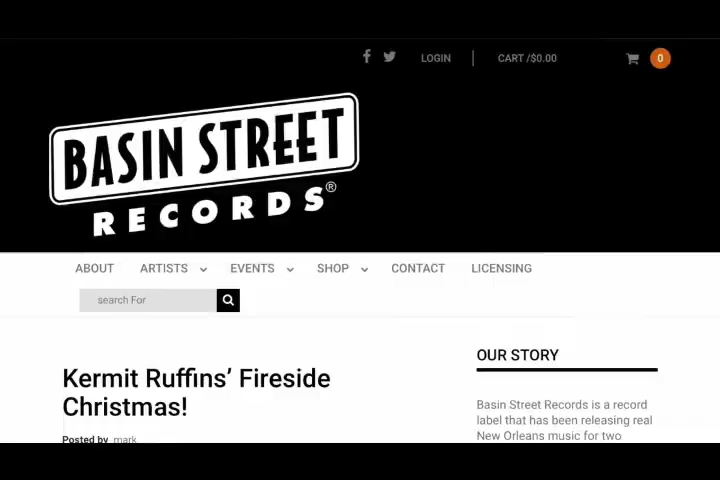 LOGIN
CART /$0.00
0
BASIN STREET
RECORDS®
ABOUT
ARTISTS
EVENTS
SHOP
CONTACT
LICENSING
search For
Kermit Ruffins’ Fireside
Christmas!
Posted by mark
OUR STORY
Basin Street Records is a record
label that has been releasing real
New Orleans music for two